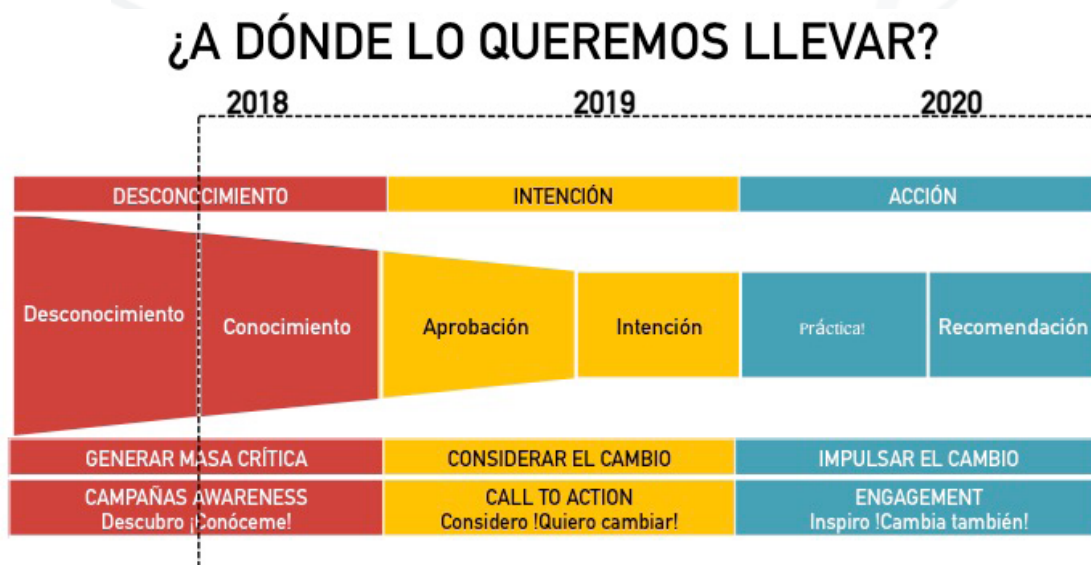 ¿A DÓNDE LO QUEREMOS LLEVAR?
2018 2019 2020
DESCONOCIMIENTO INTENCIÓN ACCIÓN
Desconocimiento Conocimiento Aprobación Intención Práctica! Recomendación
GENERAR MASA CRÍTICA CONSIDERAR EL CAMBIO IMPULSAR EL CAMBIO
CAMPAÑAS AWARENESS CALL TO ACTION ENGAGEMENT
Descubro ¡Conóceme! Considero !Quiero cambiar! Inspiro !Cambia también!